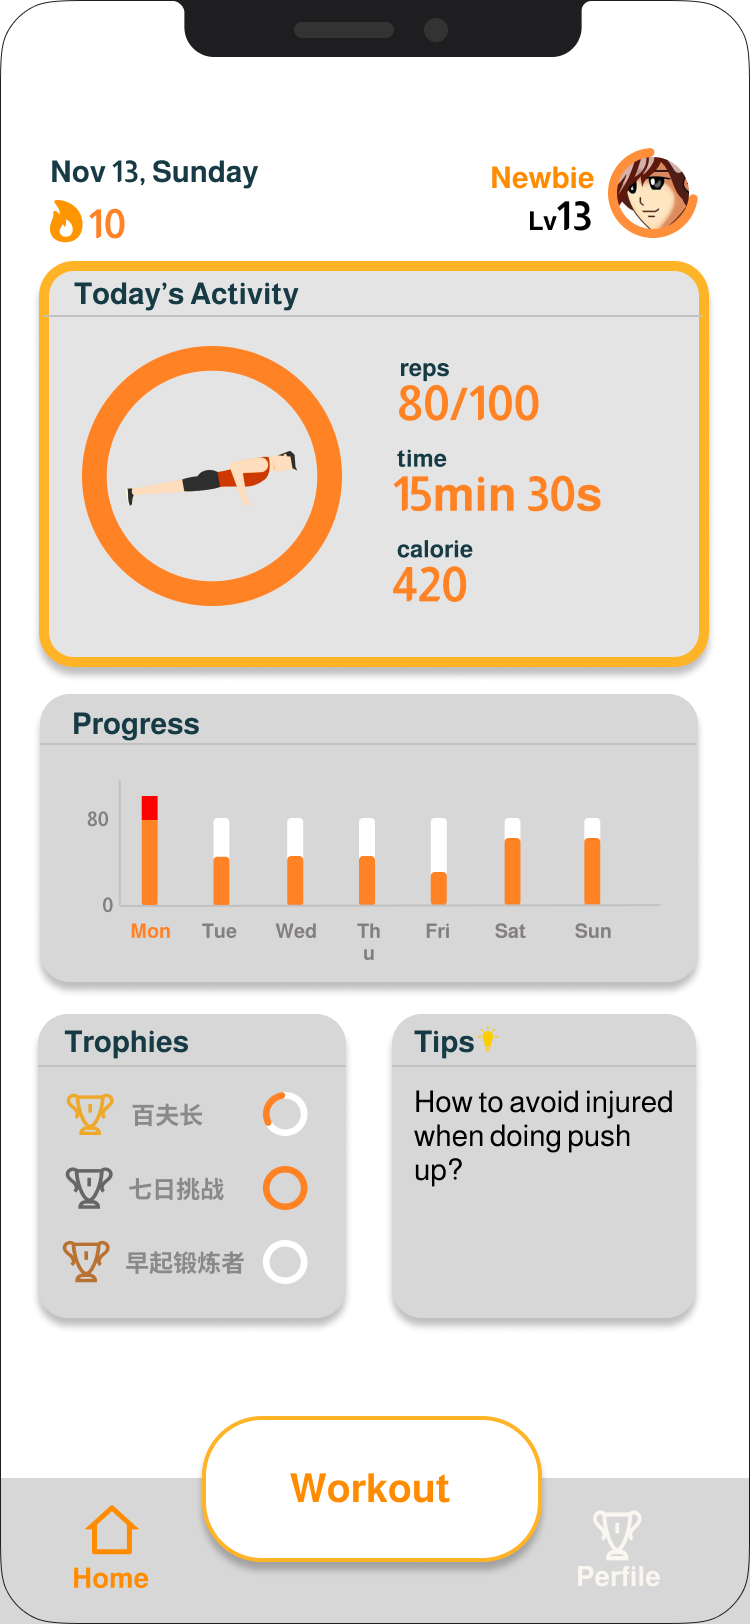 Nov 13, Sunday
10
Newbie
Lv13
Today's Activity
reps
80/100
time
15min 30s
calorie
420
Progress
80
0
Mon Tue Wed Thu Fri Sat Sun
Trophies
百夫长
七日挑战
早起锻炼者
Tips
How to avoid injured
when doing push
up?
Workout
Home
Perfile